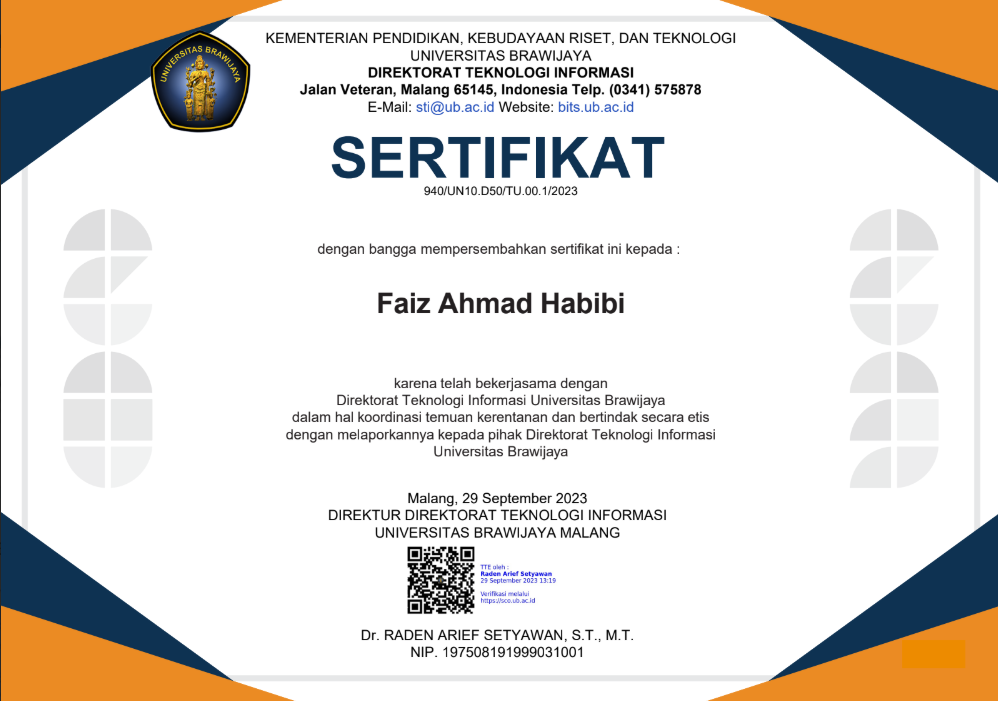 UNIVERSITAS BRAWIJAYA
KEMENTERIAN PENDIDIKAN, KEBUDAYAAN RISET, DAN TEKNOLOGI
UNIVERSITAS BRAWIJAYA
DIREKTORAT TEKNOLOGI INFORMASI
Jalan Veteran, Malang 65145, Indonesia Telp. (0341) 575878
E-Mail: sti@ub.ac.id Website: bits.ub.ac.id
SERTIFIKAT
940/UN10.D50/TU.00.1/2023
dengan bangga mempersembahkan sertifikat ini kepada :
Faiz Ahmad Habibi
karena telah bekerjasama dengan
Direktorat Teknologi Informasi Universitas Brawijaya
dalam hal koordinasi temuan kerentanan dan bertindak secara etis
dengan melaporkannya kepada pihak Direktorat Teknologi Informasi
Universitas Brawijaya
Malang, 29 September 2023
DIREKTUR DIREKTORAT TEKNOLOGI INFORMASI
UNIVERSITAS BRAWIJAYA MALANG
TTE oleh :
Raden Arief Setyawan
29 September 2023 13:19
Verifikasi melalui
https://sco.ub.ac.id
Dr. RADEN ARIEF SETYAWAN, S.T., M.T.
NIP. 197508191999031001